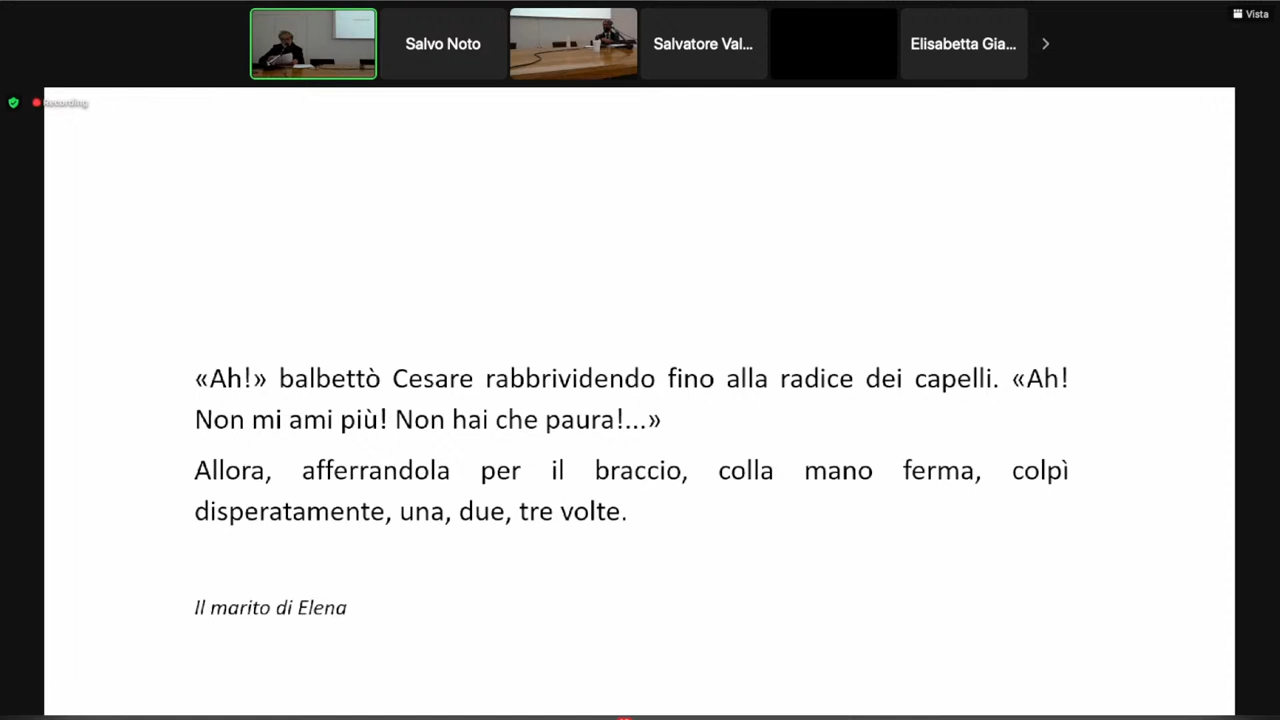 Salvo Noto
Salvatore Val...
Elisabetta Gia...
Vista
Recording
«Ah!» balbettò Cesare rabbrividendo fino alla radice dei capelli. «Ah!
Non mi ami più! Non hai che paura!...»
Allora, afferrandola per il braccio, colla mano ferma, colpì
disperatamente, una, due, tre volte.
Il marito di Elena